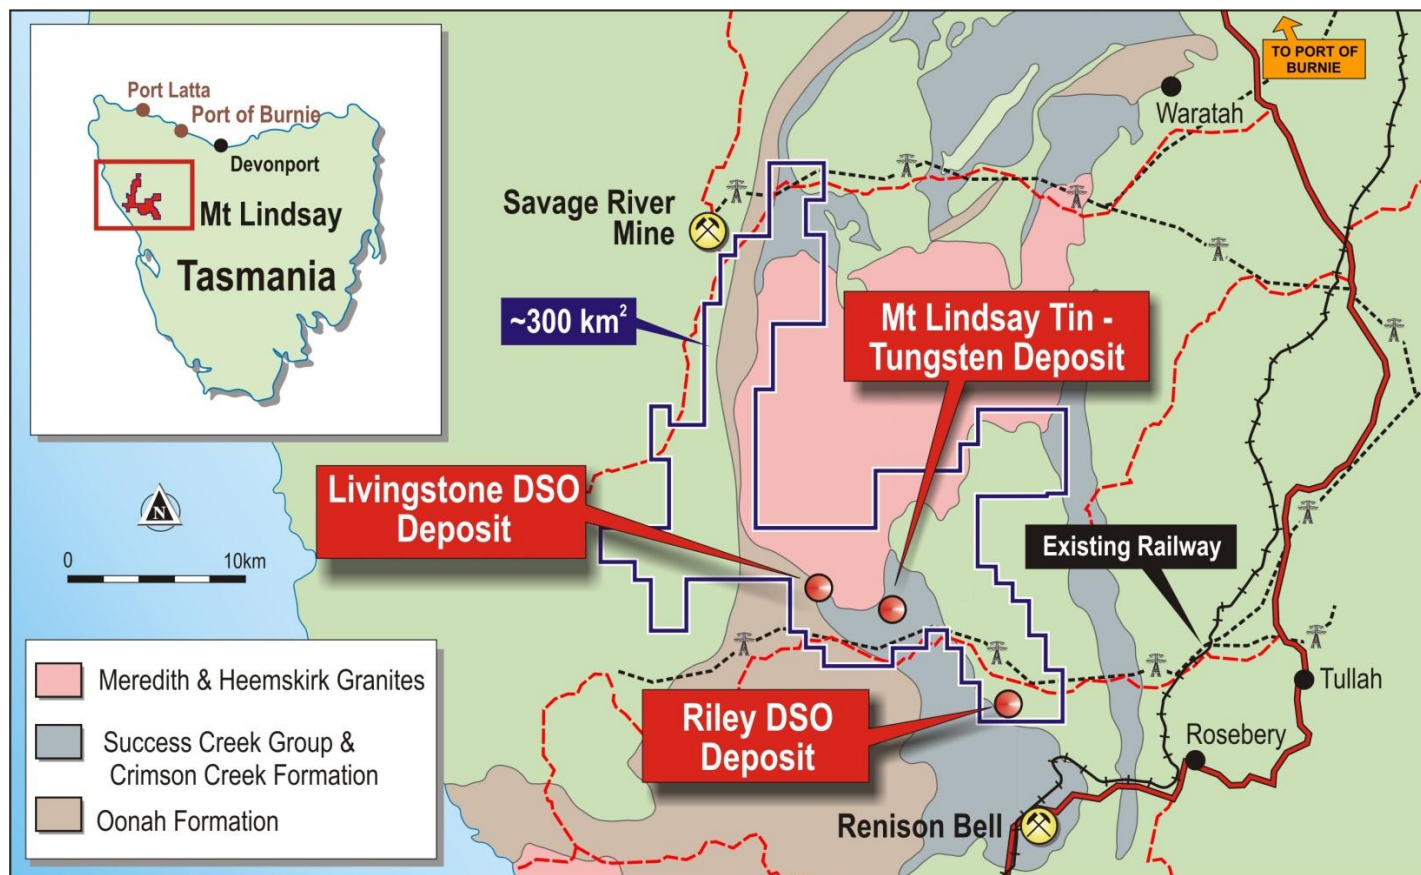 Port Latta
Port of Burnie
Devonport
Mt Lindsay
Tasmania
TO PORT OF
BURNIE
Waratah
Savage River
Mine
~300 km²
Mt Lindsay Tin -
Tungsten Deposit
Livingstone DSO
Deposit
N
0 10km
Existing Railway
Meredith & Heemskirk Granites
Success Creek Group &
Crimson Creek Formation
Oonah Formation
Riley DSO
Deposit
Tullah
Rosebery
Renison Bell